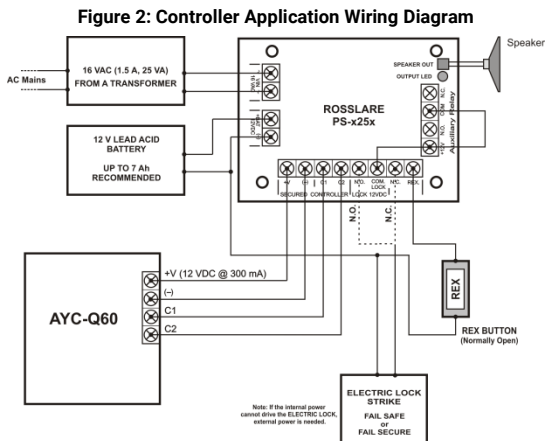 Figure 2: Controller Application Wiring Diagram
16 VAC (1.5 A, 25 VA)
FROM A TRANSFORMER
AC Mains
Speaker
SPEAKER OUT
OUTPUT LED
ROSSLARE
PS-x25x
N.C.
COM
N.O.
+12V
Auxiliary Relay
12 V LEAD ACID
BATTERY
UP TO 7 Ah
RECOMMENDED
+V
(–)
C1
C2
N.O.
COM.
LOCK
N.C.
REX.
SECURED CONTROLLER
LOCK 12VDC
N.O.
N.C.
AYC-Q60
+V (12 VDC @ 300 mA)
(–)
C1
C2
REX
REX BUTTON
(Normally Open)
Note: If the internal power
cannot drive the ELECTRIC LOCK,
external power is needed.
ELECTRIC LOCK
STRIKE
FAIL SAFE
or
FAIL SECURE